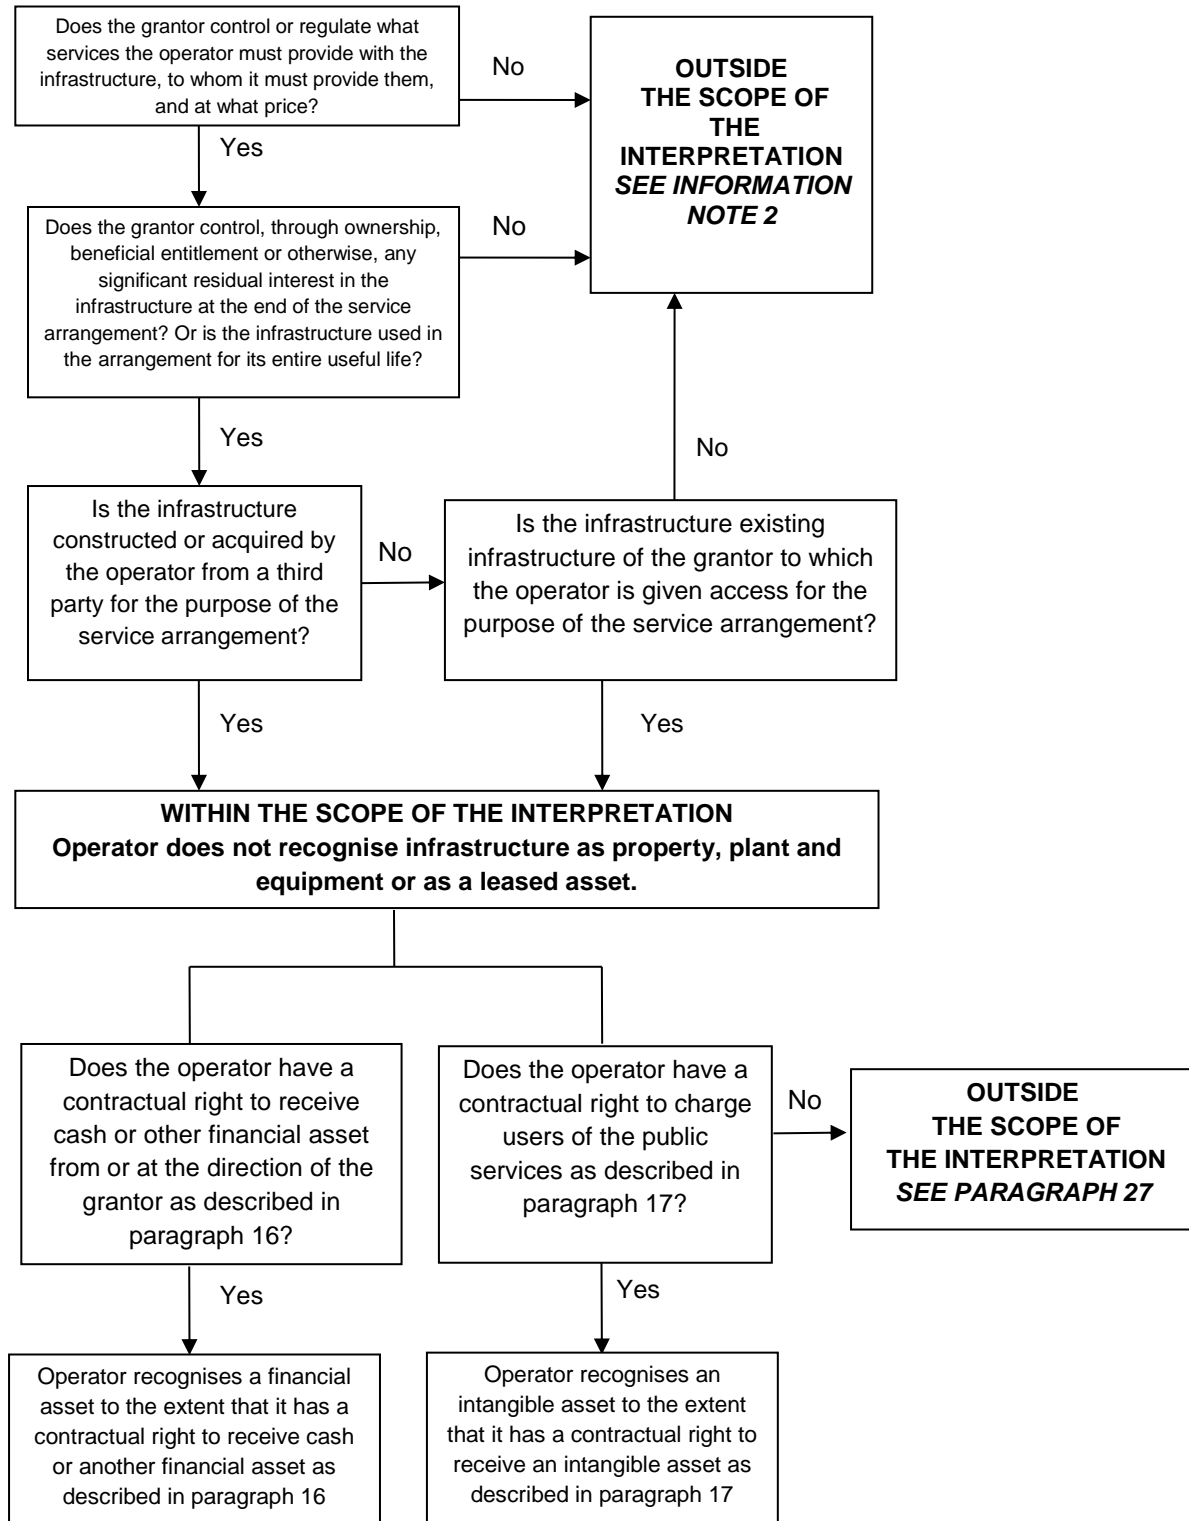 Does the grantor control or regulate what
services the operator must provide with the
infrastructure, to whom it must provide them,
and at what price?
No
OUTSIDE
THE SCOPE OF
THE
INTERPRETATION
SEE INFORMATION
NOTE 2
Yes
Does the grantor control, through ownership,
beneficial entitlement or otherwise, any
significant residual interest in the
infrastructure at the end of the service
arrangement? Or is the infrastructure used in
the arrangement for its entire useful life?
No
Yes
No
Is the infrastructure
constructed or acquired by
the operator from a third
party for the purpose of the
service arrangement?
No
Is the infrastructure existing
infrastructure of the grantor to which
the operator is given access for the
purpose of the service arrangement?
Yes
Yes
WITHIN THE SCOPE OF THE INTERPRETATION
Operator does not recognise infrastructure as property, plant and
equipment or as a leased asset.
Does the operator have a
contractual right to receive
cash or other financial asset
from or at the direction of the
grantor as described in
paragraph 16?
Does the operator have a
contractual right to charge
users of the public
services as described in
paragraph 17?
No
OUTSIDE
THE SCOPE OF
THE INTERPRETATION
SEE PARAGRAPH 27
Yes
Yes
Operator recognises a financial
asset to the extent that it has a
contractual right to receive cash
or another financial asset as
described in paragraph 16
Operator recognises an
intangible asset to the extent
that it has a contractual right to
receive an intangible asset as
described in paragraph 17